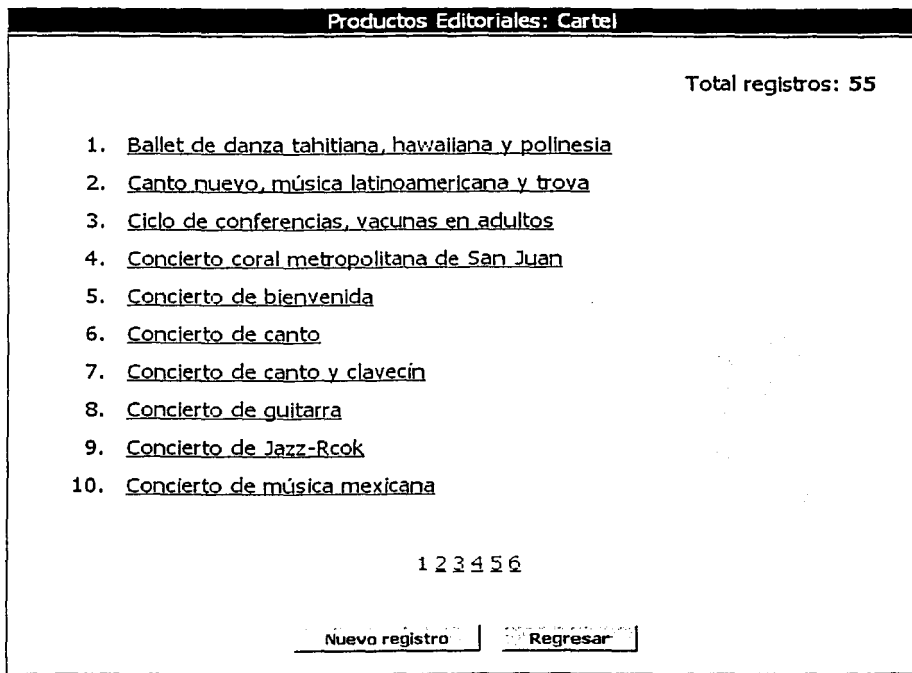 Productos Editoriales: Cartel
Total registros: 55
1. Ballet de danza tahitiana, hawaiiana y polinesia
2. Canto nuevo, música latinoamericana y trova
3. Ciclo de conferencias, vacunas en adultos
4. Concierto coral metropolitana de San Juan
5. Concierto de bienvenida
6. Concierto de canto
7. Concierto de canto y clavecín
8. Concierto de guitarra
9. Concierto de Jazz-Rcok
10. Concierto de música mexicana
1 2 3 4 5 6
Nuevo registro Regresar